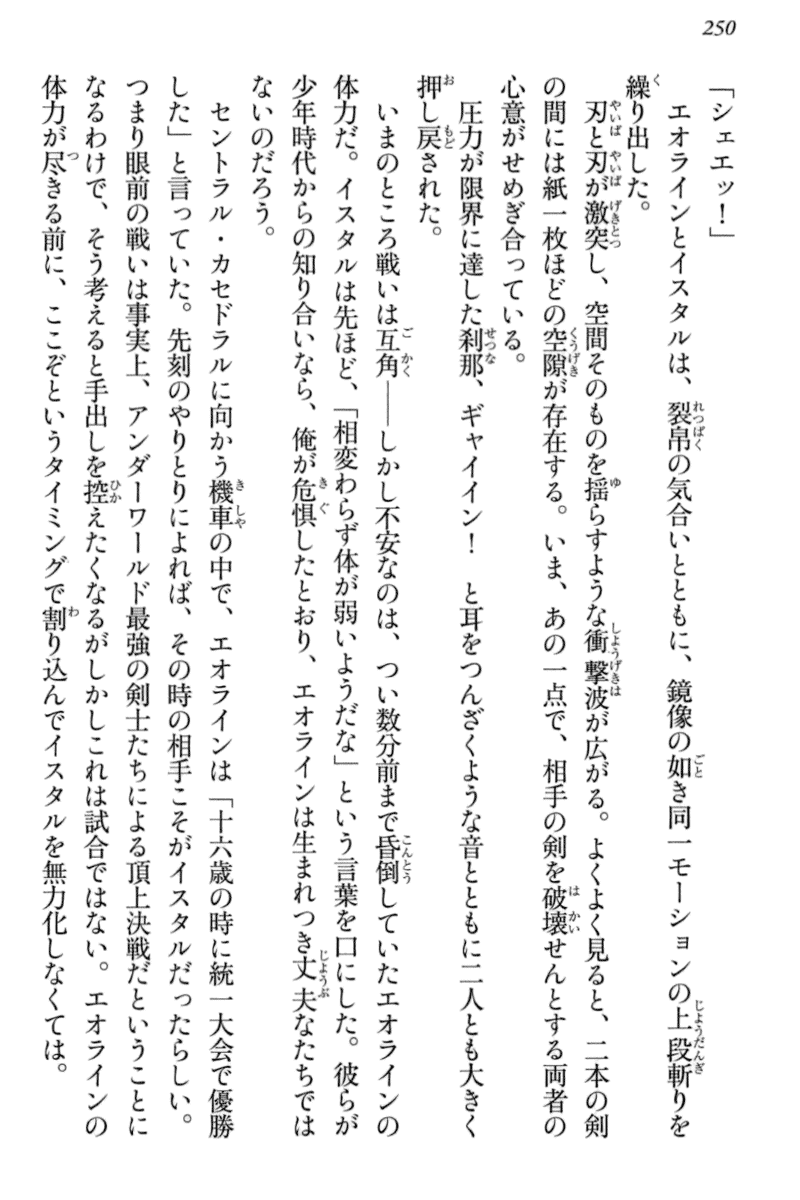 250
「シェエッ！」
　エオラインとイスタルは、裂帛の気合いとともに、鏡像の如き同一モーションの上段斬りを
繰り出した。
　刃と刃が激突し、空間そのものを揺らすような衝撃波が広がる。よくよく見ると、二本の剣
の間には紙一枚ほどの空隙が存在する。いま、あの一点で、相手の剣を破壊せんとする両者の
心意がせめぎ合っている。
　圧力が限界に達した刹那、ギャイイン！　と耳をつんざくような音とともに二人とも大きく
押し戻された。
　いまのところ戦いは互角――しかし不安なのは、つい数分前まで昏倒していたエオラインの
体力だ。イスタルは先ほど、「相変わらず体が弱いようだな」という言葉を口にした。彼らが
少年時代からの知り合いなら、俺が危惧したとおり、エオラインは生まれつき丈夫なたちでは
ないのだろう。
　セントラル・カセドラルに向かう機車の中で、エオラインは「十六歳の時に統一大会で優勝
した」と言っていた。先刻のやりとりによれば、その時の相手こそがイスタルだったらしい。
つまり眼前の戦いは事実上、アンダーワールド最強の剣士たちによる頂上決戦だということに
なるわけで、そう考えると手出しを控えたくなるがしかしこれは試合ではない。エオラインの
体力が尽きる前に、ここぞというタイミングで割り込んでイスタルを無力化しなくては。